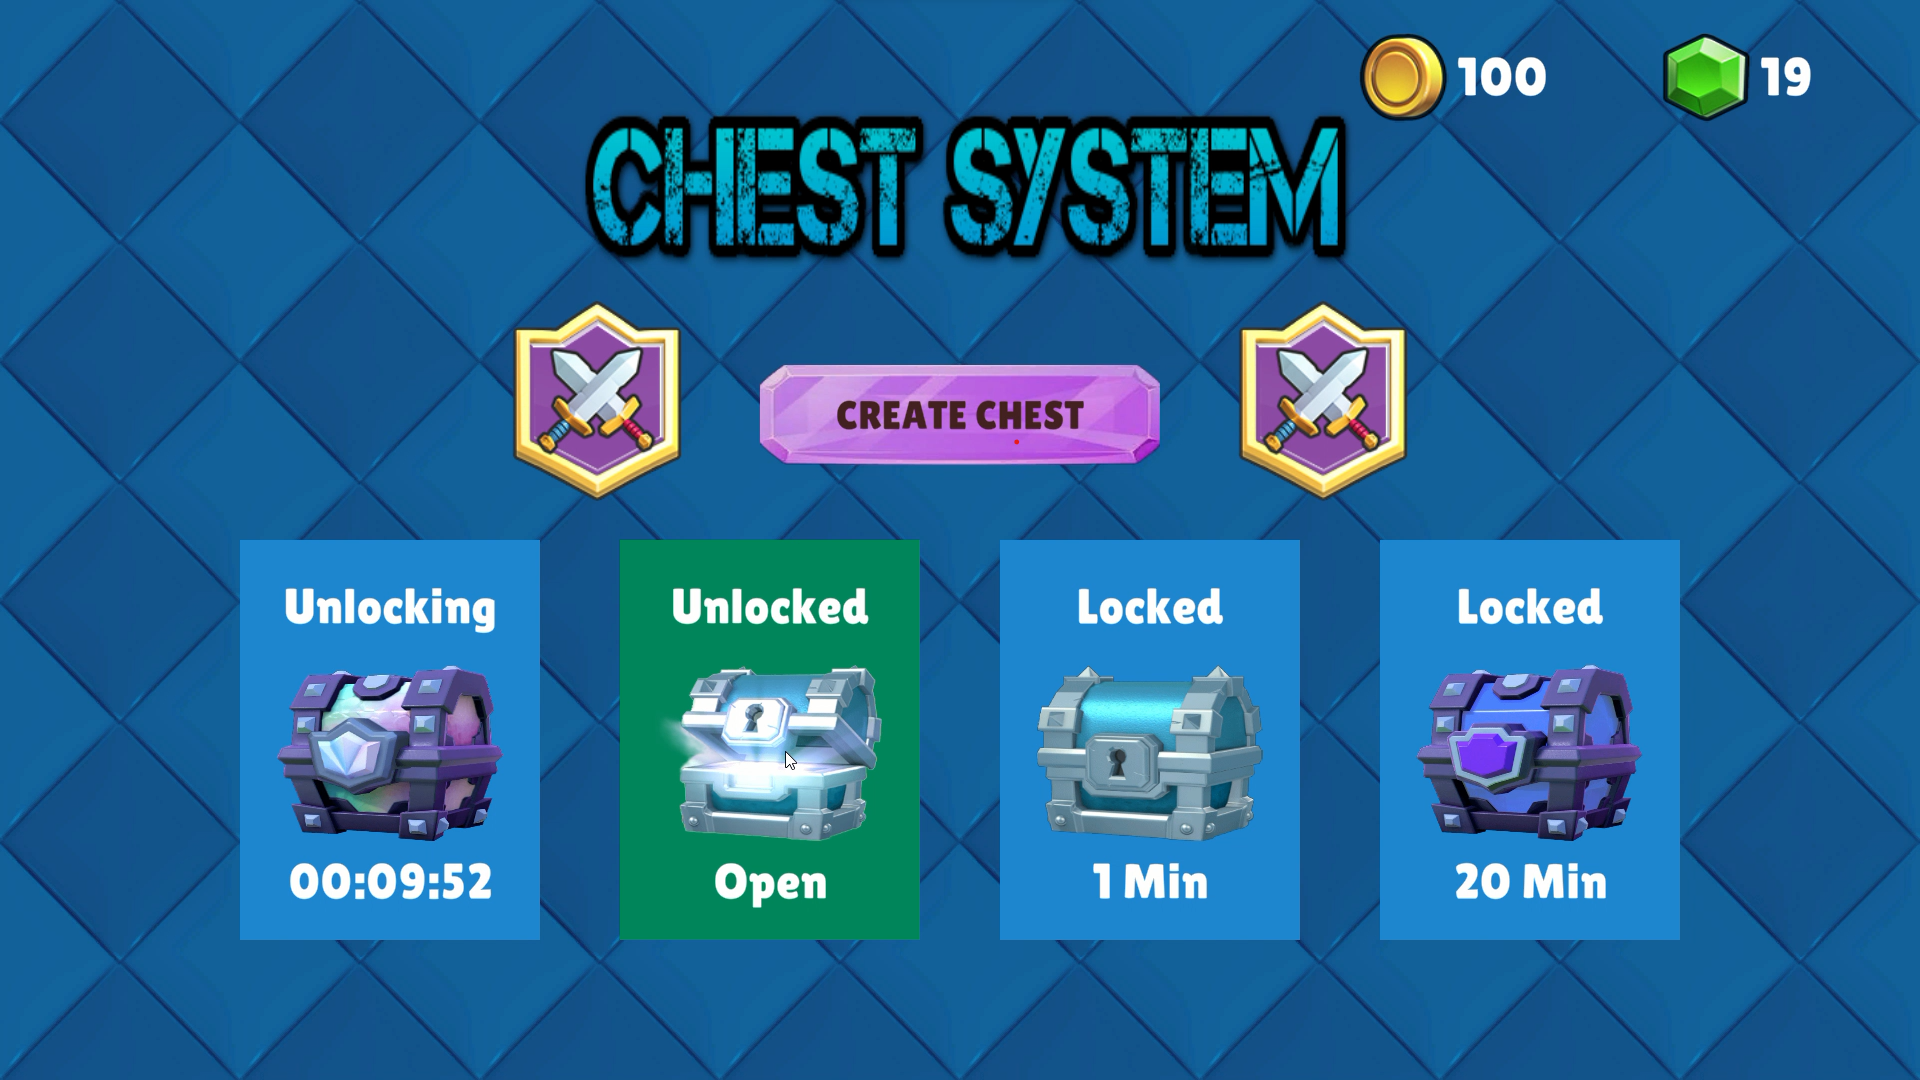 100
19
CHEST SYSTEM
CREATE CHEST
Unlocking
00:09:52
Unlocked
Open
Locked
1 Min
Locked
20 Min